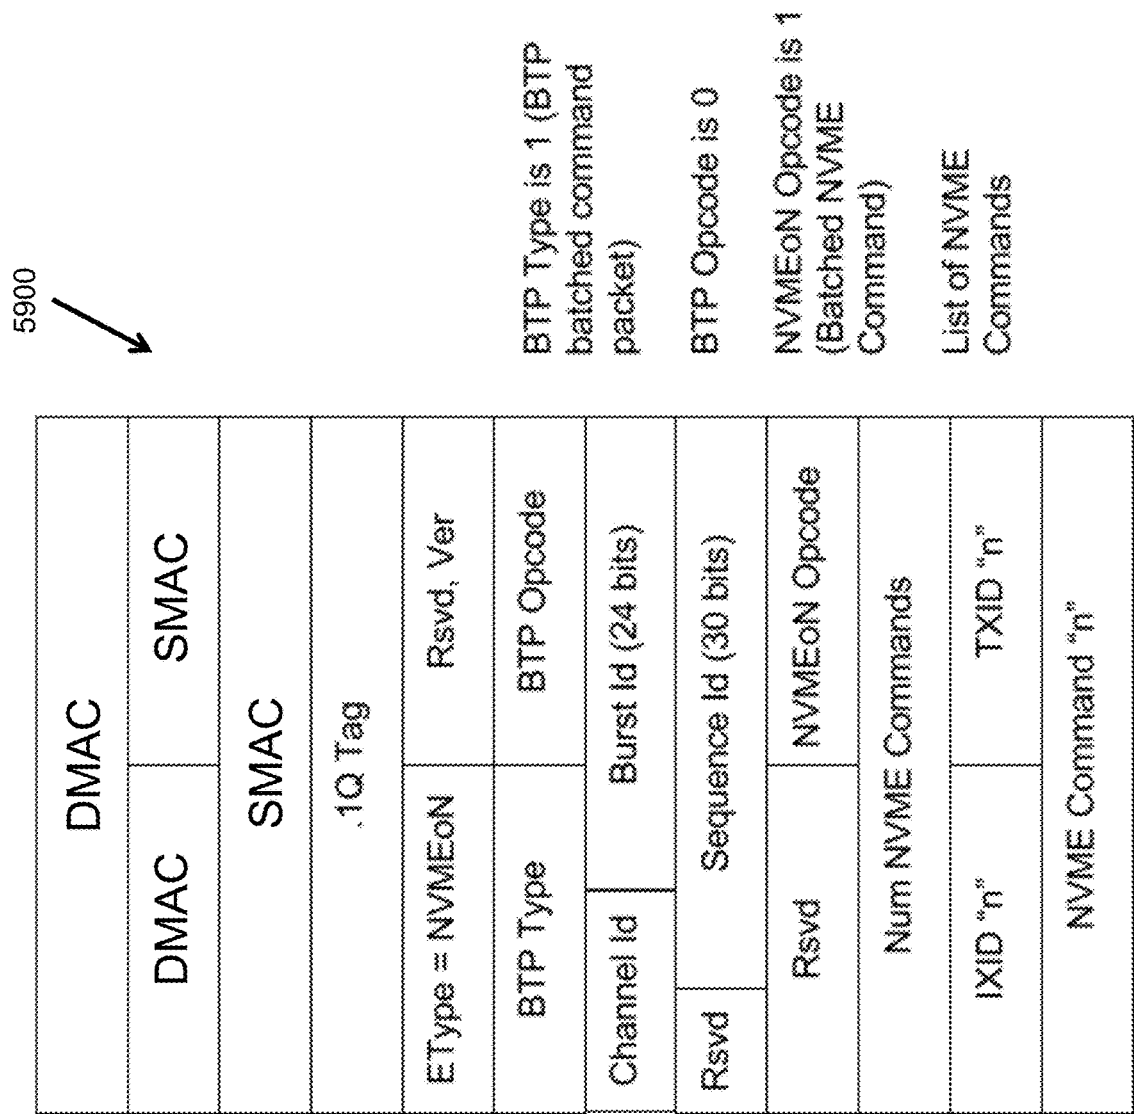 5900
DMAC
DMAC
SMAC
SMAC
.1Q Tag
EType = NVMEoN
Rsvd, Ver
BTP Type
BTP Opcode
Channel Id
Burst Id (24 bits)
Rsvd
Sequence Id (30 bits)
Rsvd
NVMEoN Opcode
Num NVME Commands
IXID "n"
TXID "n"
NVME Command "n"
BTP Type is 1 (BTP
batched command
packet)
BTP Opcode is 0
NVMEoN Opcode is 1
(Batched NVME
Command)
List of NVME
Commands